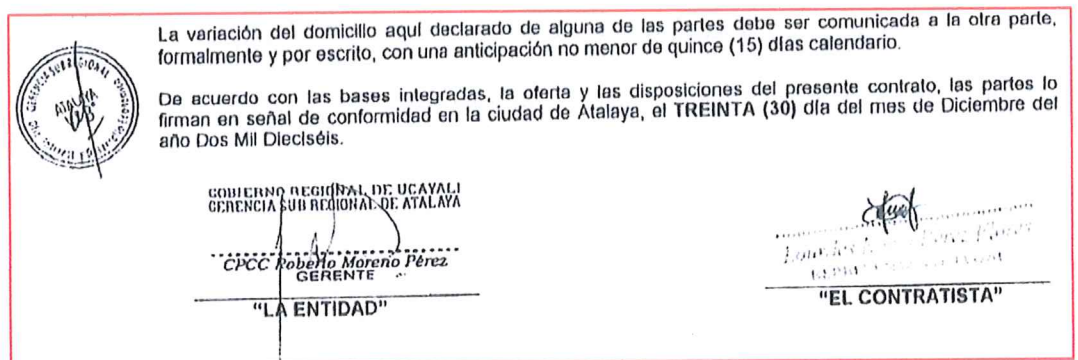 La variación del domicilio aquí declarado de alguna de las partes debe ser comunicada a la otra parte,
formalmente y por escrito, con una anticipación no menor de quince (15) días calendario.
De acuerdo con las bases integradas, la oferta y las disposiciones del presente contrato, las partes lo
firman en señal de conformidad en la ciudad de Atalaya, el TREINTA (30) día del mes de Diciembre del
año Dos Mil Dieciséis.
ATALAYA
GOBIERNO REGIONAL DE UCAYALI
GERENCIA SUB REGIONAL DE ATALAYA
CPCC Roberto Moreno Pérez
GERENTE
"LA ENTIDAD"
Lourdes
"EL CONTRATISTA"